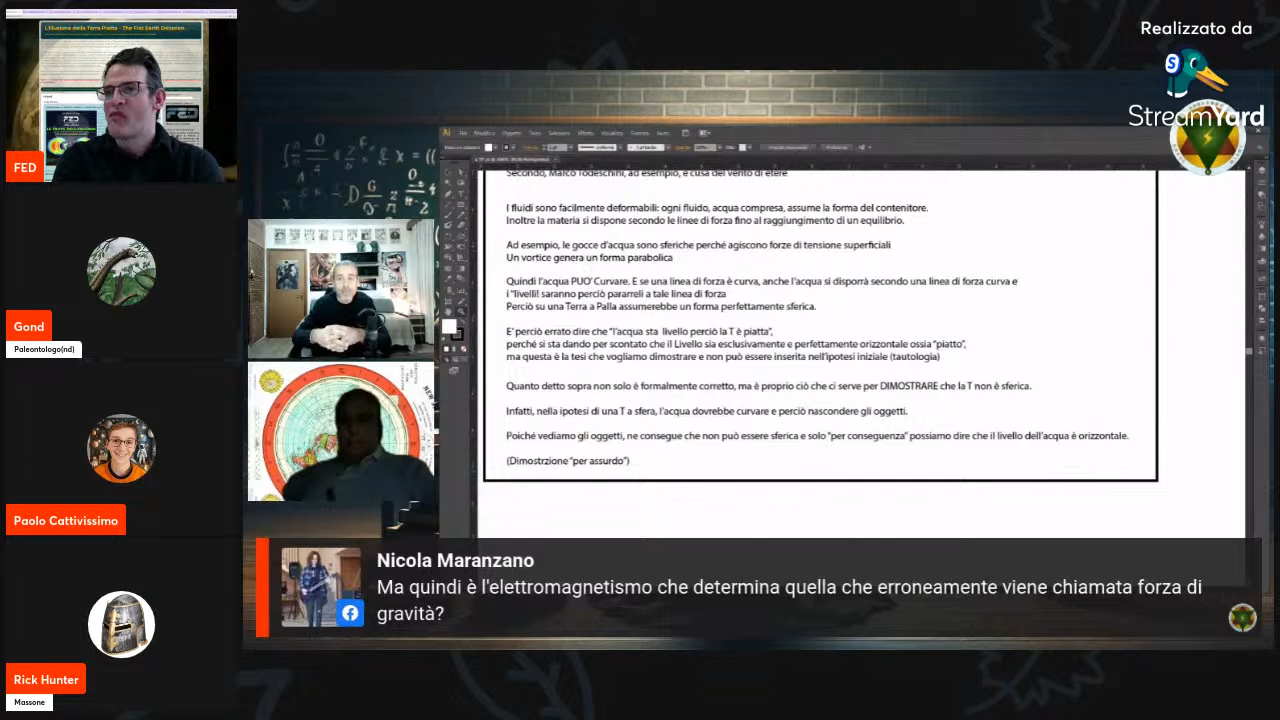 L'illusione della Terra Piatta - The Flat Earth Delusion
FED
Gond
Paleontologo(nd)
Paolo Cattivissimo
Rick Hunter
Massone
Realizzato da
StreamYard
Secondo, Marco Todeschini, ad esempio, è cusa del vento di etere
I fluidi sono facilmente deformabili: ogni fluido, acqua compresa, assume la forma del contenitore.
Inoltre la materia si dispone secondo le linee di forza fino al raggiungimento di un equilibrio.
Ad esempio, le gocce d'acqua sono sferiche perché agiscono forze di tensione superficiali
Un vortice genera un forma parabolica
Quindi l'acqua PUO' Curvare. E se una linea di forza è curva, anche l'acqua si disporrà secondo una linea di forza curva e
i "livelli! saranno perciò pararreli a tale linea di forza
Perciò su una Terra a Palla assumerebbe un forma perfettamente sferica.
E' perciò errato dire che "l'acqua sta livello perciò la T è piatta",
perché si sta dando per scontato che il Livello sia esclusivamente e perfettamente orizzontale ossia "piatto",
ma questa è la tesi che vogliamo dimostrare e non può essere inserita nell'ipotesi iniziale (tautologia)
Quanto detto sopra non solo è formalmente corretto, ma è proprio ciò che ci serve per DIMOSTRARE che la T non è sferica.
Infatti, nella ipotesi di una T a sfera, l'acqua dovrebbe curvare e perciò nascondere gli oggetti.
Poiché vediamo gli oggetti, ne consegue che non può essere sferica e solo "per conseguenza" possiamo dire che il livello dell'acqua è orizzontale.
(Dimostrzione "per assurdo")
Nicola Maranzano
Ma quindi è l'elettromagnetismo che determina quella che erroneamente viene chiamata forza di
gravità?